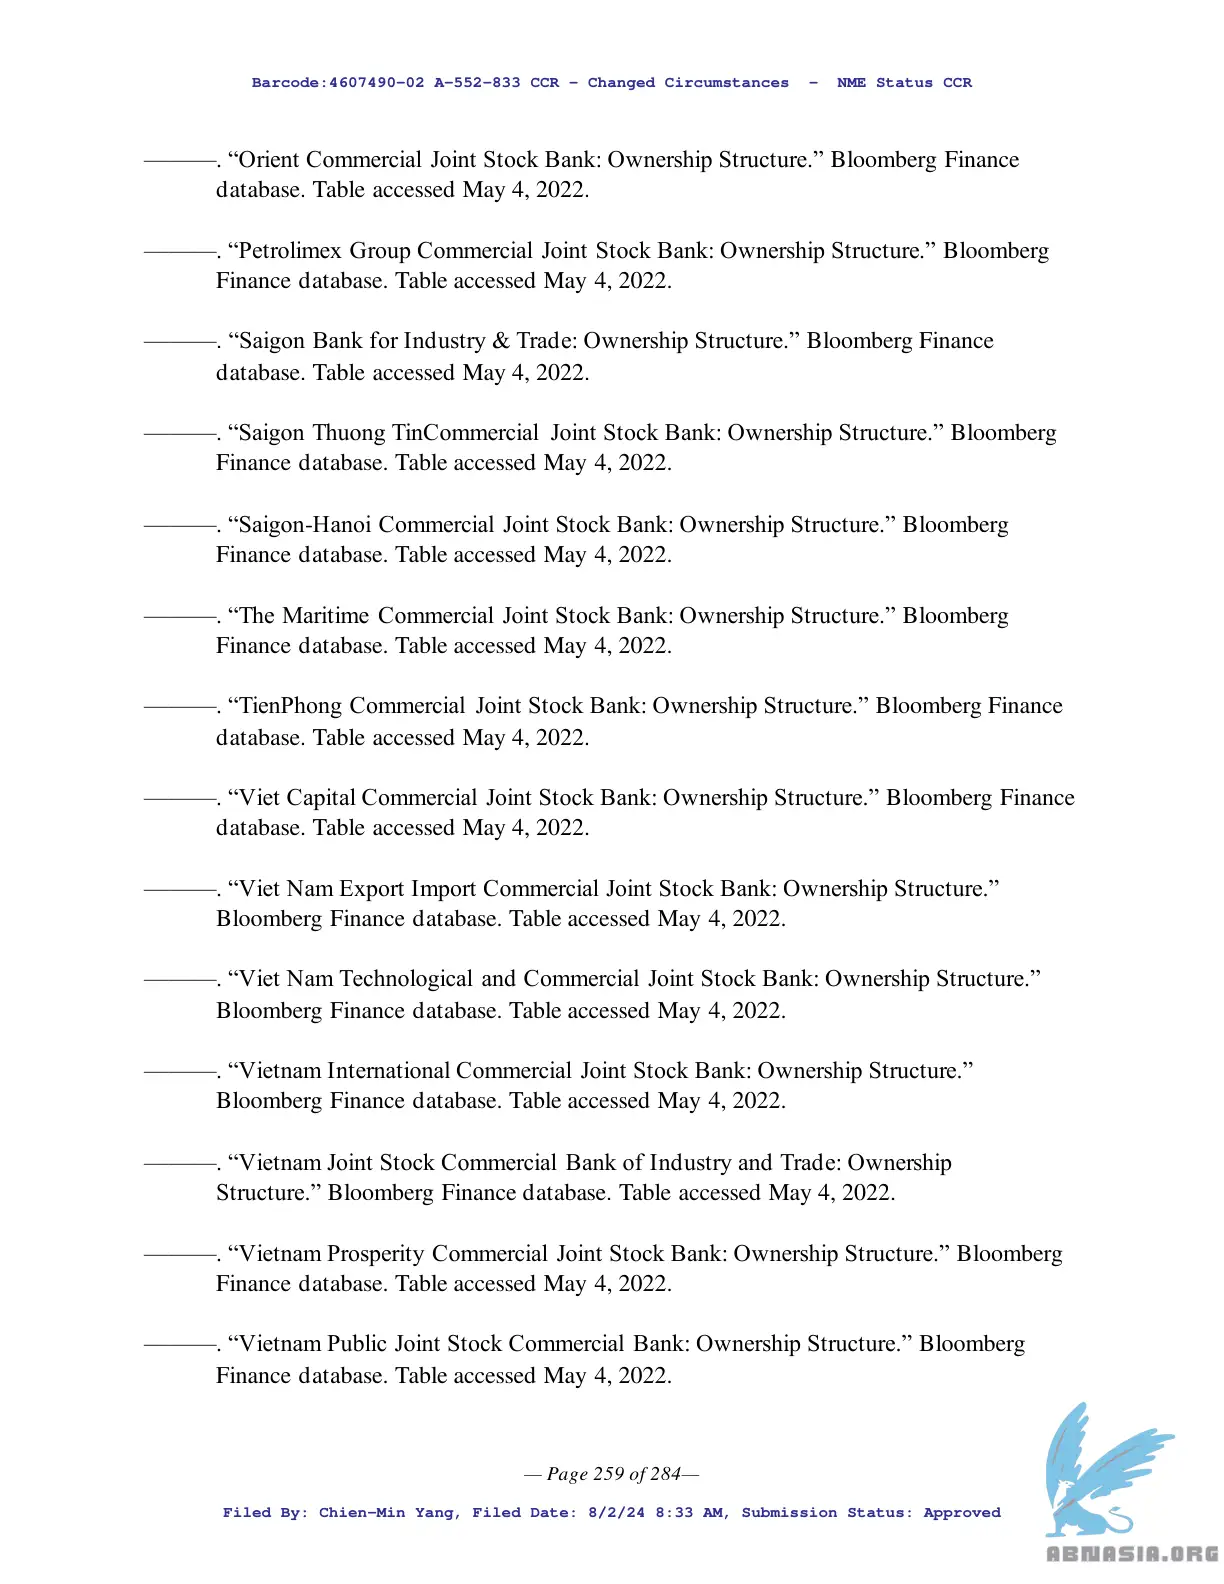 Barcode:4607490-02 A-552-833 CCR - Changed Circumstances - NME Status CCR
———. “Orient Commercial Joint Stock Bank: Ownership Structure.” Bloomberg Finance
database. Table accessed May 4, 2022.
———. “Petrolimex Group Commercial Joint Stock Bank: Ownership Structure.” Bloomberg
Finance database. Table accessed May 4, 2022.
———. “Saigon Bank for Industry & Trade: Ownership Structure.” Bloomberg Finance
database. Table accessed May 4, 2022.
———. “Saigon Thuong TinCommercial Joint Stock Bank: Ownership Structure.” Bloomberg
Finance database. Table accessed May 4, 2022.
———. “Saigon-Hanoi Commercial Joint Stock Bank: Ownership Structure.” Bloomberg
Finance database. Table accessed May 4, 2022.
———. “The Maritime Commercial Joint Stock Bank: Ownership Structure.” Bloomberg
Finance database. Table accessed May 4, 2022.
———. “TienPhong Commercial Joint Stock Bank: Ownership Structure.” Bloomberg Finance
database. Table accessed May 4, 2022.
———. “Viet Capital Commercial Joint Stock Bank: Ownership Structure.” Bloomberg Finance
database. Table accessed May 4, 2022.
———. “Viet Nam Export Import Commercial Joint Stock Bank: Ownership Structure.”
Bloomberg Finance database. Table accessed May 4, 2022.
———. “Viet Nam Technological and Commercial Joint Stock Bank: Ownership Structure.”
Bloomberg Finance database. Table accessed May 4, 2022.
———. “Vietnam International Commercial Joint Stock Bank: Ownership Structure.”
Bloomberg Finance database. Table accessed May 4, 2022.
———. “Vietnam Joint Stock Commercial Bank of Industry and Trade: Ownership
Structure.” Bloomberg Finance database. Table accessed May 4, 2022.
———. “Vietnam Prosperity Commercial Joint Stock Bank: Ownership Structure.” Bloomberg
Finance database. Table accessed May 4, 2022.
———. “Vietnam Public Joint Stock Commercial Bank: Ownership Structure.” Bloomberg
Finance database. Table accessed May 4, 2022.
— Page 259 of 284—
Filed By: Chien-Min Yang, Filed Date: 8/2/24 8:33 AM, Submission Status: Approved
ABNASIA.ORG